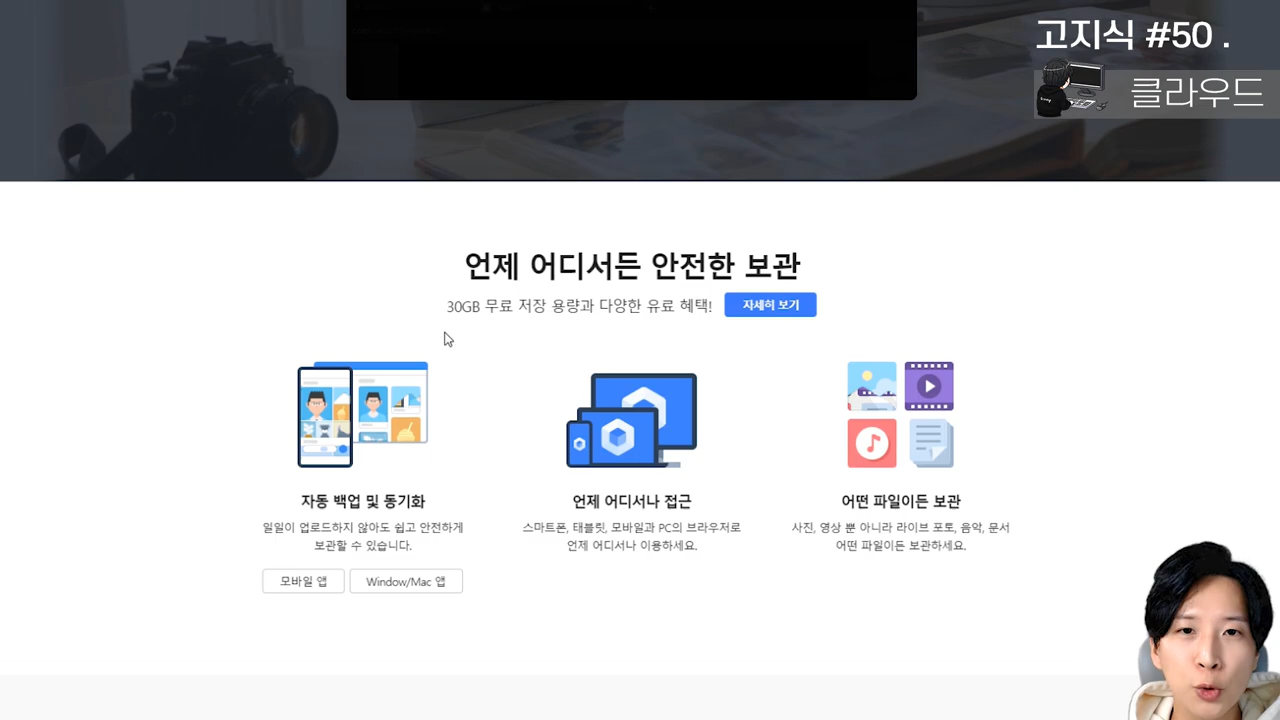 고지식 #50 .
클라우드
언제 어디서든 안전한 보관
30GB 무료 저장 용량과 다양한 유료 혜택!
자세히 보기
자동 백업 및 동기화
일일이 업로드하지 않아도 쉽고 안전하게
보관할 수 있습니다.
모바일 앱
Window/Mac 앱
언제 어디서나 접근
스마트폰, 태블릿, 모바일과 PC의 브라우저로
언제 어디서나 이용하세요.
어떤 파일이든 보관
사진, 영상 뿐 아니라 라이브 포토, 음악, 문서
어떤 파일이든 보관하세요.